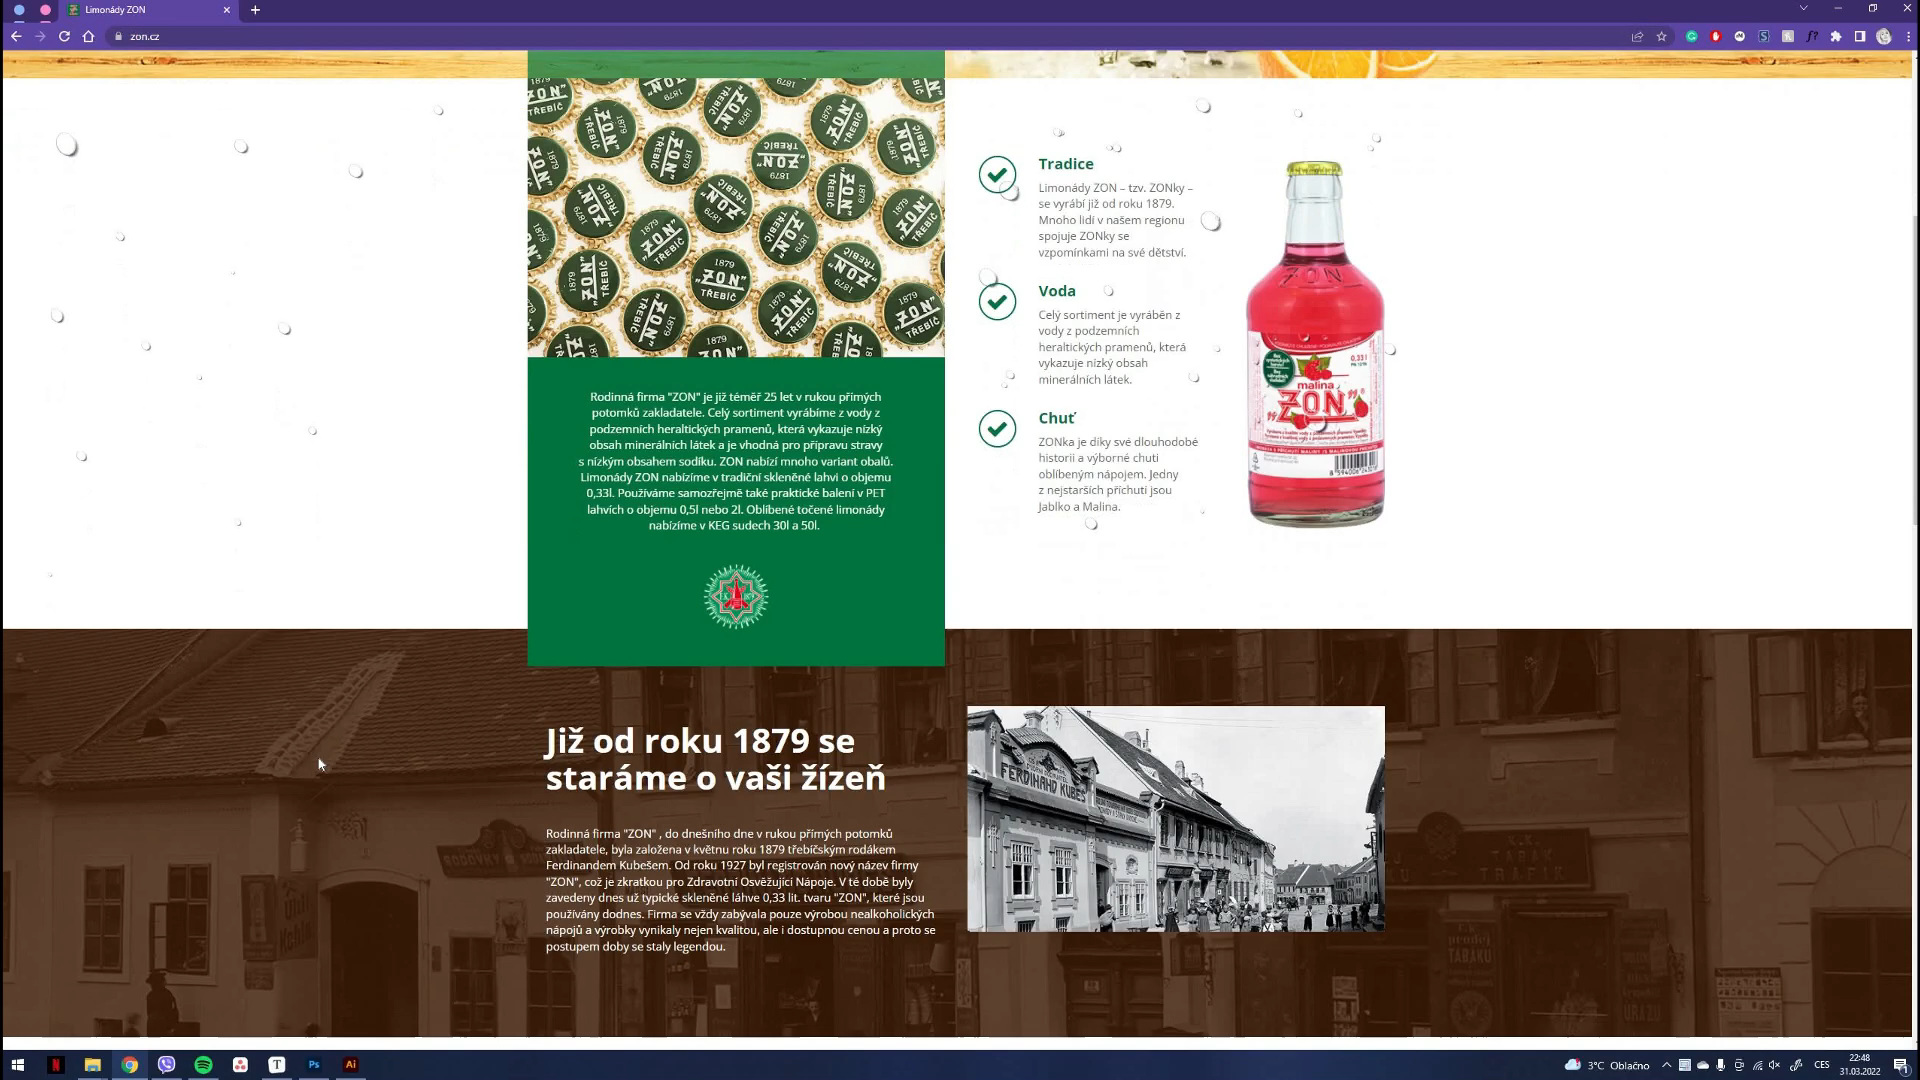 Limonády ZON
zon.cz
1879
"ZON"
TŘEBÍČ
Tradice
Limonády ZON – tzv. ZONky –
se vyrábí již od roku 1879.
Mnoho lidí v našem regionu
spojuje ZONky se
vzpomínkami na své dětství.
Voda
Celý sortiment je vyráběn z
vody z podzemních
heraltických pramenů, která
vykazuje nízký obsah
minerálních látek.
Chuť
ZONka je díky své dlouhodobé
historii a výborné chuti
oblíbeným nápojem. Jedny
z nejstarších příchutí jsou
Jablko a Malina.
ZON
0,33 l
malina
"ZON"
Rodinná firma "ZON" je již téměř 25 let v rukou přímých
potomků zakladatele. Celý sortiment vyrábíme z vody z
podzemních heraltických pramenů, která vykazuje nízký
obsah minerálních látek a je vhodná pro přípravu stravy
s nízkým obsahem sodíku. ZON nabízí mnoho variant obalů.
Limonády ZON nabízíme v tradiční skleněné lahvi o objemu
0,33l. Používáme samozřejmě také praktické balení v PET
lahvích o objemu 0,5l nebo 2l. Oblíbené točené limonády
nabízíme v KEG sudech 30l a 50l.
Již od roku 1879 se
staráme o vaši žízeň
Rodinná firma "ZON" , do dnešního dne v rukou přímých potomků
zakladatele, byla založena v květnu roku 1879 třebíčským rodákem
Ferdinandem Kubešem. Od roku 1927 byl registrován nový název firmy
"ZON", což je zkratkou pro Zdravotní Osvěžující Nápoje. V té době byly
zavedeny dnes už typické skleněné láhve 0,33 lit. tvaru "ZON", které jsou
používány dodnes. Firma se vždy zabývala pouze výrobou nealkoholických
nápojů a výrobky vynikaly nejen kvalitou, ale i dostupnou cenou a proto se
postupem doby se staly legendou.
FERDINAND KUBEŠ
K.K.
TABAK
TRAFIK
TABAKU
3°C Oblačno
CES
22:48
31.03.2022